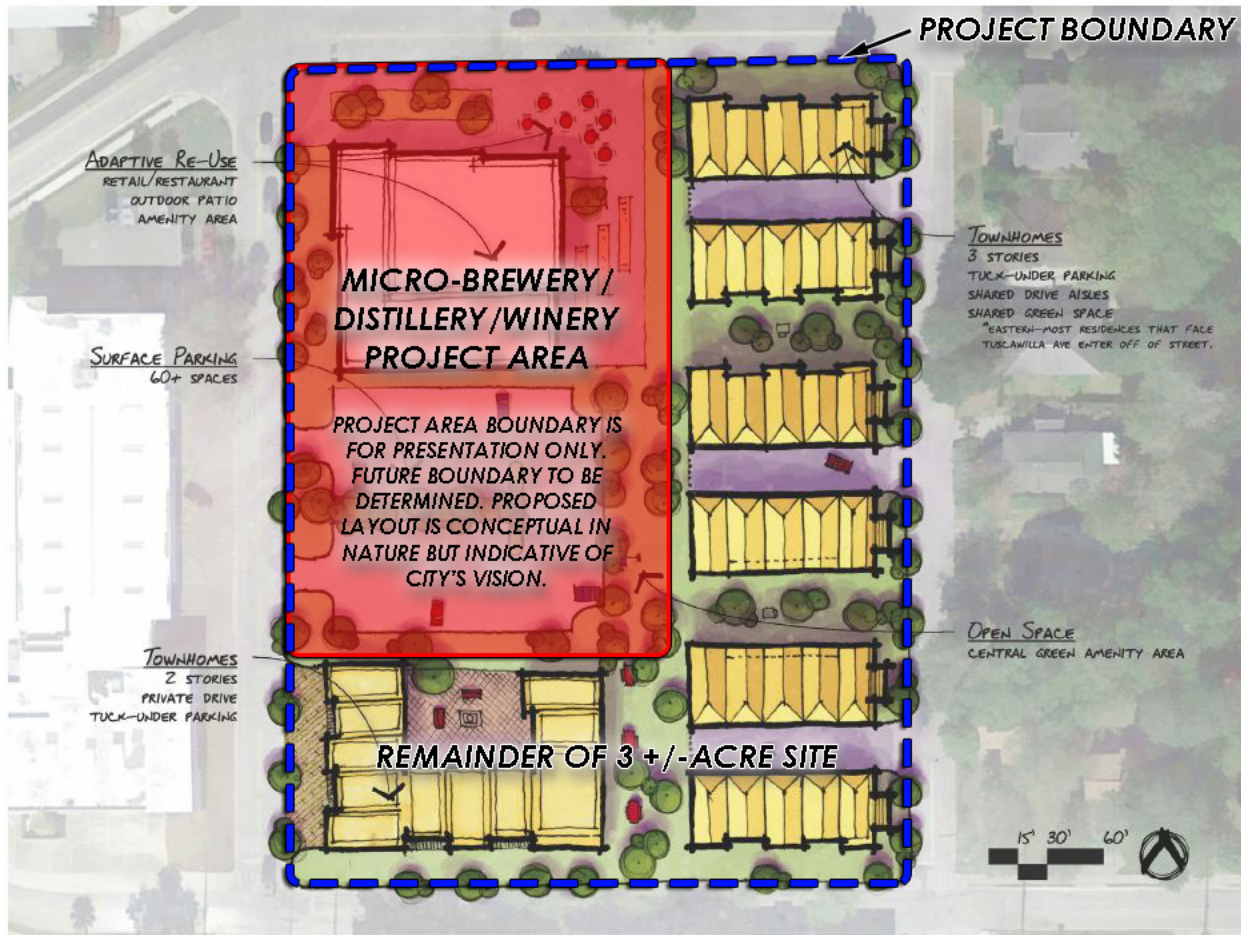 PROJECT BOUNDARY
ADAPTIVE RE-USE
RETAIL/RESTAURANT
OUTDOOR PATIO
AMENITY AREA
MICRO-BREWERY/
DISTILLERY/WINERY
PROJECT AREA
SURFACE PARKING
60+ SPACES
PROJECT AREA BOUNDARY IS
FOR PRESENTATION ONLY.
FUTURE BOUNDARY TO BE
DETERMINED. PROPOSED
LAYOUT IS CONCEPTUAL IN
NATURE BUT INDICATIVE OF
CITY'S VISION.
TOWNHOMES
3 STORIES
TUCK-UNDER PARKING
SHARED DRIVE AISLES
SHARED GREEN SPACE
*EASTERN-MOST RESIDENCES THAT FACE
TUSCAWILLA AVE ENTER OFF OF STREET.
OPEN SPACE
CENTRAL GREEN AMENITY AREA
TOWNHOMES
2 STORIES
PRIVATE DRIVE
TUCK-UNDER PARKING
REMAINDER OF 3 +/-ACRE SITE
15' 30' 60'